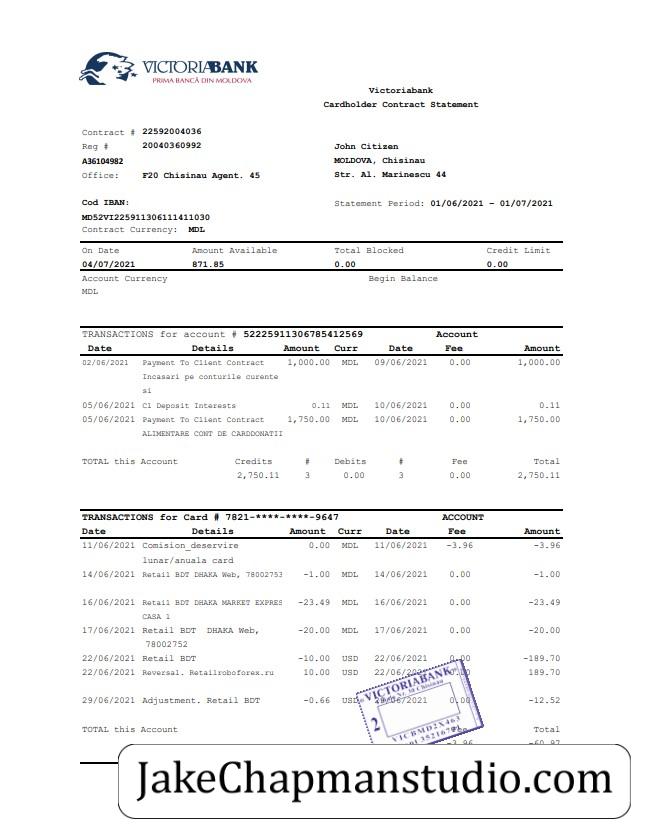 VICTORIABANK
PRIMA BANCĂ DIN MOLDOVA
Victoriabank
Cardholder Contract Statement
Contract # 22592004036
Reg # 20040360992
A36104982
Office: F20 Chisinau Agent. 45
John Citizen
MOLDOVA, Chisinau
Str. Al. Marinescu 44
Cod IBAN:
MD52VI225911306111411030
Contract Currency: MDL
Statement Period: 01/06/2021 – 01/07/2021
On Date Amount Available Total Blocked Credit Limit
04/07/2021 871.85 0.00 0.00
Account Currency Begin Balance
MDL
TRANSACTIONS for account # 52225911306785412569 Account
Date Details Amount Curr Date Fee Amount
02/06/2021 Payment To Client Contract 1,000.00 MDL 09/06/2021 0.00 1,000.00
Incasari pe conturile curente
si
05/06/2021 Cl Deposit Interests 0.11 MDL 10/06/2021 0.00 0.11
05/06/2021 Payment To Client Contract 1,750.00 MDL 10/06/2021 0.00 1,750.00
ALIMENTARE CONT DE CARDDONATII
TOTAL this Account Credits # Debits # Fee Total
2,750.11 3 0.00 3 0.00 2,750.11
TRANSACTIONS for Card # 7821-****-****-9647 ACCOUNT
Date Details Amount Curr Date Fee Amount
11/06/2021 Comision_deservire 0.00 MDL 11/06/2021 -3.96 -3.96
lunar/anuala card
14/06/2021 Retail BDT DHAKA Web, 78002753 -1.00 MDL 14/06/2021 0.00 -1.00
16/06/2021 Retail BDT DHAKA MARKET EXPRES -23.49 MDL 16/06/2021 0.00 -23.49
CASA 1
17/06/2021 Retail BDT DHAKA Web, -20.00 MDL 17/06/2021 0.00 -20.00
78002752
22/06/2021 Retail BDT -10.00 USD 22/06/2021 0.00 -189.70
22/06/2021 Reversal. Retailroboforex.ru 10.00 USD 22/06/2021 0.00 189.70
29/06/2021 Adjustment. Retail BDT -0.66 USD 0.00 -12.52
VICTORIABANK
2
VICBMD2X463
TOTAL this Account Fee Total
-3.96 -60.97
JakeChapmanstudio.com